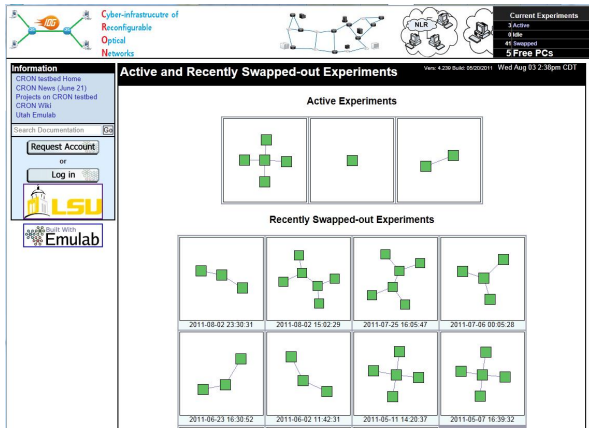 10G
Cyber-infrastrucutre of
Reconfigurable
Optical
Networks
NLR
Current Experiments
3 Active
0 Idle
41 Swapped
5 Free PCs
Information
CRON testbed Home
CRON News (June 21)
Projects on CRON testbed
CRON Wiki
Utah Emulab
Search Documentation Go
Request Account
or
Log in
LSU
Built With
Emulab
Active and Recently Swapped-out Experiments
Vers: 4.239 Build: 05/20/2011 Wed Aug 03 2:38pm CDT
Active Experiments
Recently Swapped-out Experiments
2011-08-02 23:30:31
2011-08-02 15:02:29
2011-07-25 16:05:47
2011-07-06 00:05:28
2011-06-23 16:30:52
2011-06-02 11:42:31
2011-05-11 14:20:37
2011-05-07 16:39:32